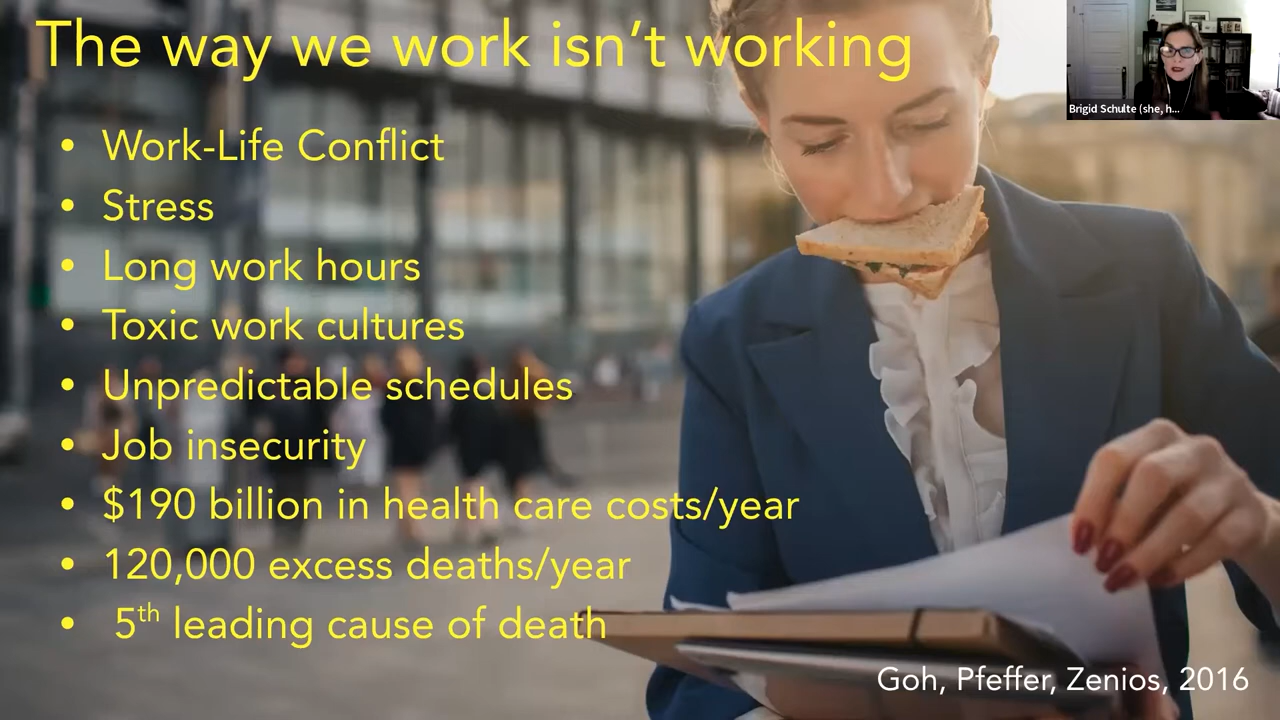 The way we work isn't working
• Work-Life Conflict
• Stress
• Long work hours
• Toxic work cultures
• Unpredictable schedules
• Job insecurity
• $190 billion in health care costs/year
• 120,000 excess deaths/year
• 5th leading cause of death
Goh, Pfeffer, Zenios, 2016
Brigid Schulte (she, h...